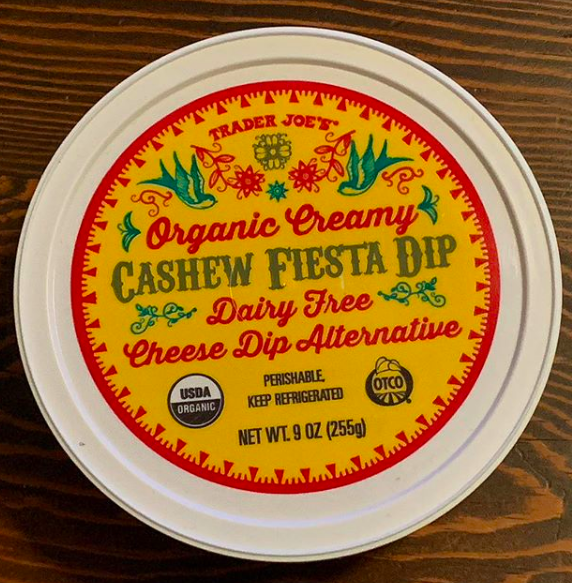 TRADER JOE'S
Organic Creamy
CASHEW FIESTA DIP
Dairy Free
Cheese Dip Alternative
USDA
ORGANIC
PERISHABLE,
KEEP REFRIGERATED
OTCO
NET WT. 9 OZ (255g)